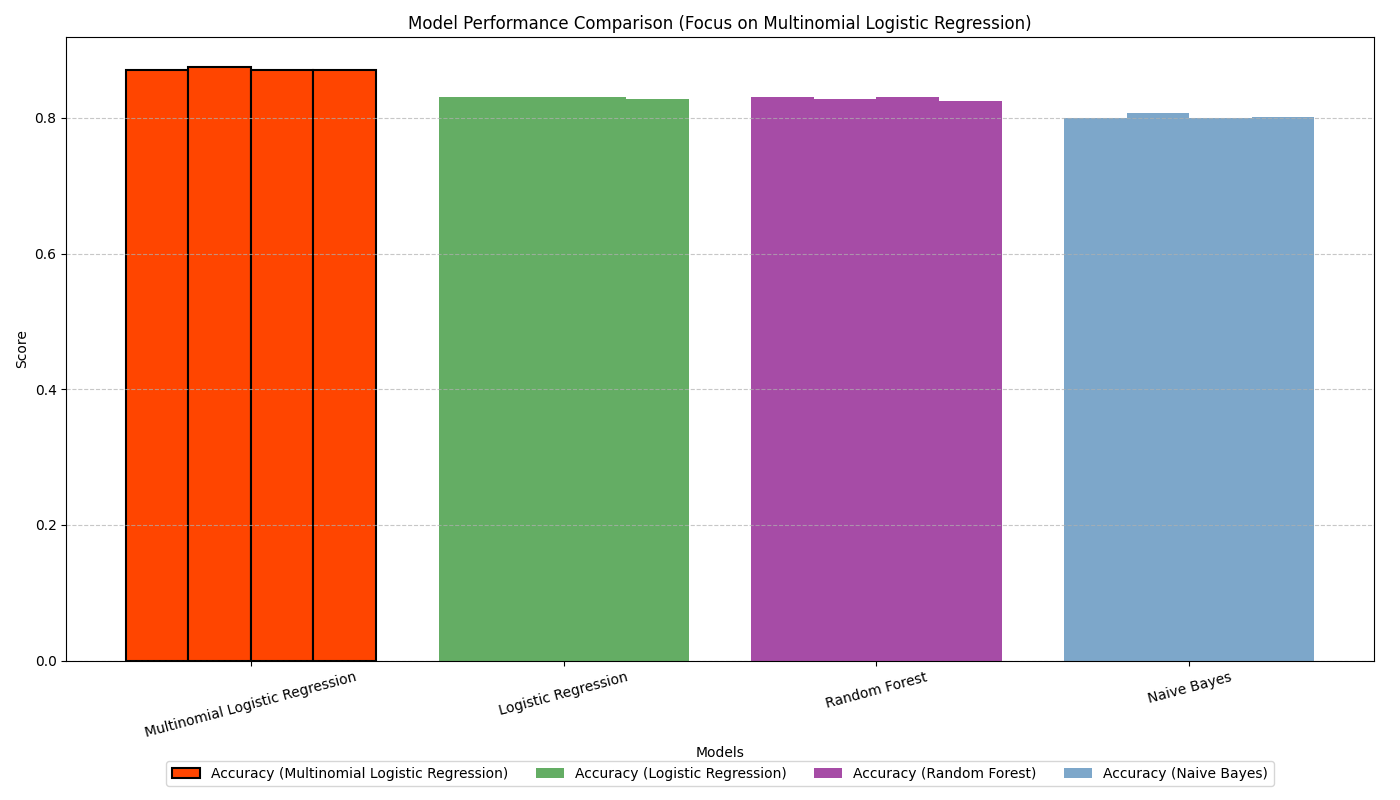 Model Performance Comparison (Focus on Multinomial Logistic Regression)
Score
0.8
0.6
0.4
0.2
0.0
Multinomial Logistic Regression
Logistic Regression
Random Forest
Naive Bayes
Models
Accuracy (Multinomial Logistic Regression)
Accuracy (Logistic Regression)
Accuracy (Random Forest)
Accuracy (Naive Bayes)